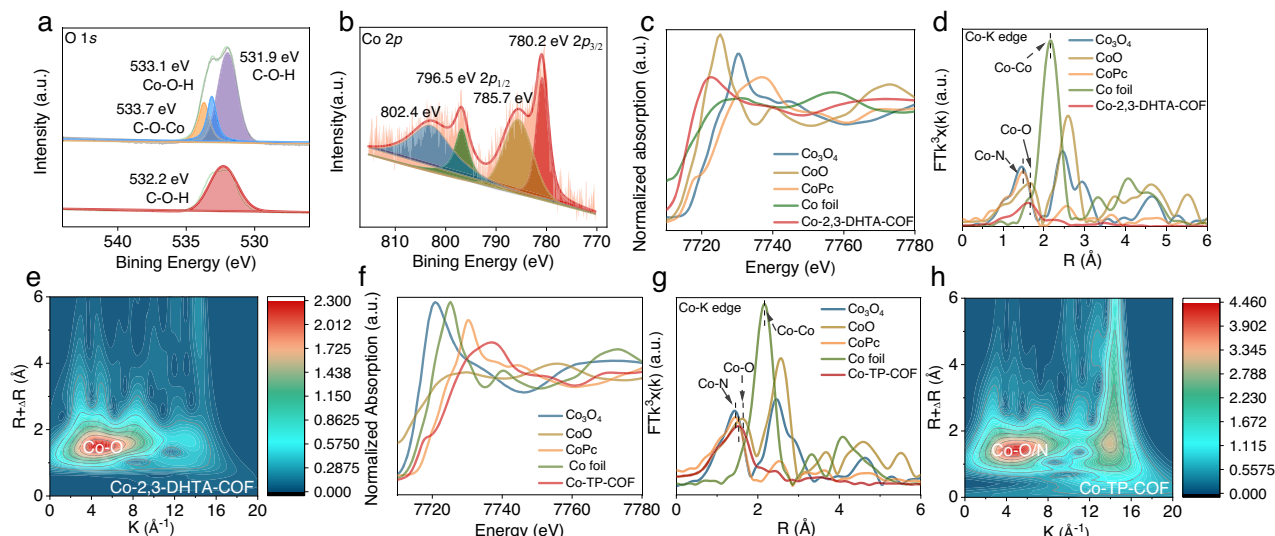 a
O 1s
533.1 eV
Co-O-H
531.9 eV
C-O-H
533.7 eV
C-O-Co
532.2 eV
C-O-H
Intensity (a.u.)
540 534 530
Bining Energy (eV)
b
Co 2p
780.2 eV 2p3/2
796.5 eV 2p1/2
785.7 eV
802.4 eV
Intensity (a.u.)
810 800 790 780 770
Bining Energy (eV)
c
Normalized absorption (a.u.)
Co3O4
CoO
CoPc
Co foil
Co-2,3-DHTA-COF
7720 7740 7760 7780
Energy (eV)
d
Co-K edge
Co-Co
Co-O
Co-N
Co3O4
CoO
CoPc
Co foil
Co-2,3-DHTA-COF
FTk3x(k) (a.u.)
0 1 2 3 4 5 6
R (Å)
e
R+ΔR (Å)
6
4
2
0
Co-O
Co-2,3-DHTA-COF
0 4 8 12 16 20
K (Å-1)
2.300
2.013
1.725
1.438
1.150
0.8625
0.5750
0.2875
0.000
f
Normalized Absorption (a.u.)
Co3O4
CoO
CoPc
Co foil
Co-TP-COF
7720 7740 7760 7780
Energy (eV)
g
Co-K edge
Co-Co
Co-O
Co-N
Co3O4
CoO
CoPc
Co foil
Co-TP-COF
FTk3x(k) (a.u.)
0 2 4 6
R (Å)
h
R+ΔR (Å)
6
4
2
0
Co-O/N
Co-TP-COF
0 4 8 12 16 20
K (Å-1)
4.460
3.902
3.345
2.788
2.230
1.673
1.115
0.5575
0.000